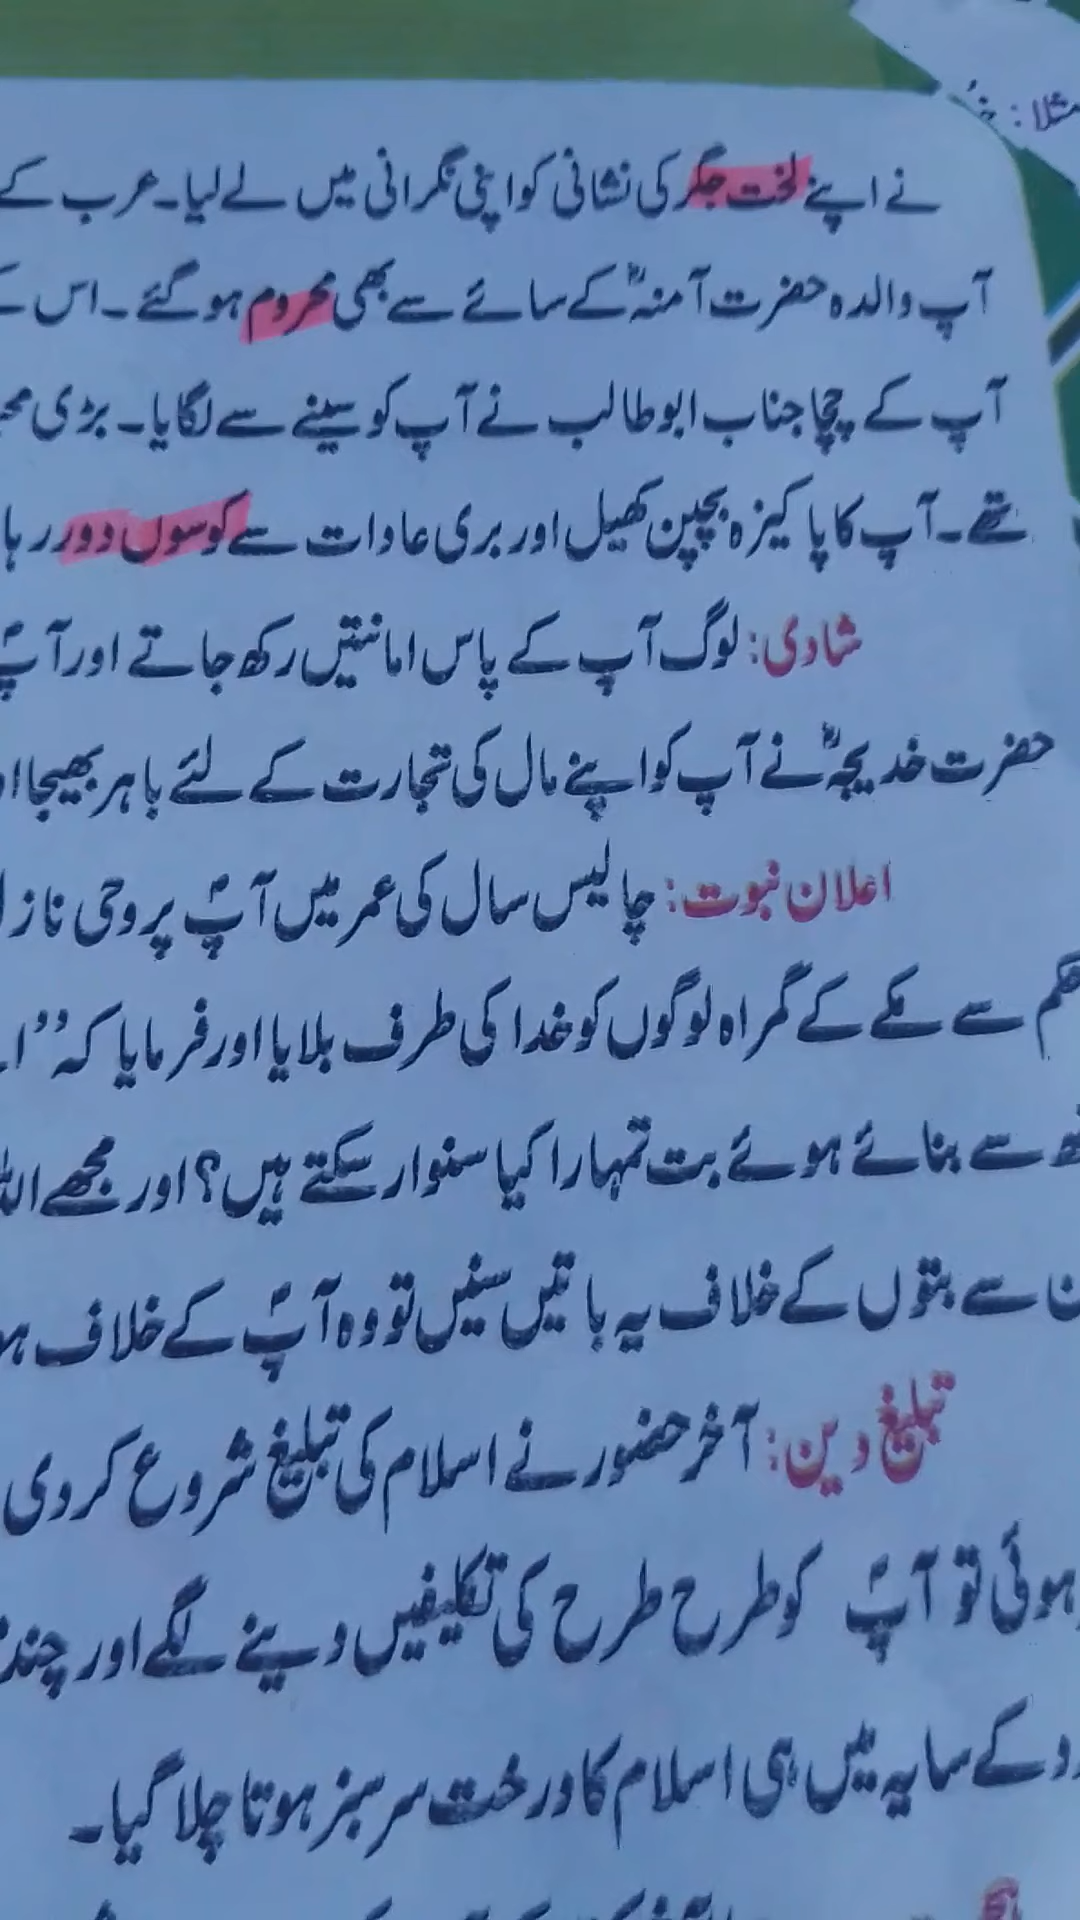 مثلا:
نے اپنے لخت جگر کی نشانی کو اپنی نگرانی میں لے لیا۔ عرب کے
آپ والدہ حضرت آمنہؓ کے سائے سے بھی محروم ہو گئے۔ اس کے
آپ کے چچا جناب ابو طالب نے آپ کو سینے سے لگایا۔ بڑی
تھے۔ آپ کا پاکیزہ بچپن کھیل اور بری عادات سے کوسوں دور رہا
شادی: لوگ آپ کے پاس امانتیں رکھ جاتے اور آپؐ
حضرت خدیجہؓ نے آپ کو اپنے مال کی تجارت کے لئے باہر بھیجا
اعلان نبوت: چالیس سال کی عمر میں آپؐ پر وحی
حکم سے مکے کے گمراہ لوگوں کو خدا کی طرف بلایا اور فرمایا کہ ”
سے بنائے ہوئے بت تمہارا کیا سنوار سکتے ہیں؟ اور مجھے
سے بتوں کے خلاف یہ باتیں سنیں تو وہ آپؐ کے خلاف
تبلیغ دین: آخر حضور نے اسلام کی تبلیغ شروع کر دی
ہوئی تو آپؐ کو طرح طرح کی تکلیفیں دینے لگے اور چند
کے سایہ میں ہی اسلام کا درخت سرسبز ہوتا چلا گیا۔